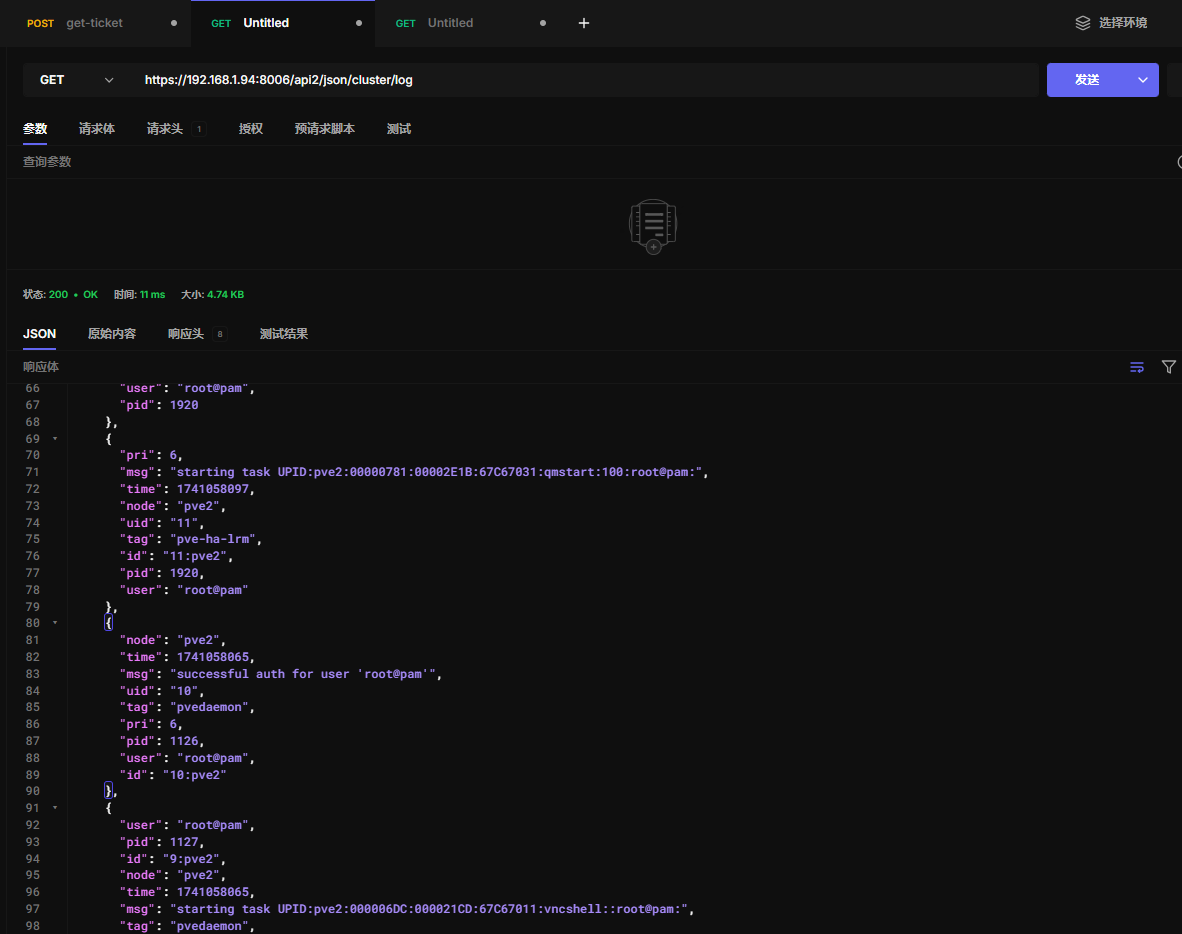 POST get-ticket GET Untitled GET Untitled + 选择环境
GET https://192.168.1.94:8006/api2/json/cluster/log 发送
参数 请求体 请求头 1 授权 预请求脚本 测试
查询参数
状态: 200 • OK 时间: 11 ms 大小: 4.74 KB
JSON 原始内容 响应头 8 测试结果
响应体
66 "user": "root@pam",
67 "pid": 1920
68 },
69 {
70 "pri": 6,
71 "msg": "starting task UPID:pve2:00000781:00002E1B:67C67031:qmstart:100:root@pam:",
72 "time": 1741058097,
73 "node": "pve2",
74 "uid": "11",
75 "tag": "pve-ha-lrm",
76 "id": "11:pve2",
77 "pid": 1920,
78 "user": "root@pam"
79 },
80 {
81 "node": "pve2",
82 "time": 1741058065,
83 "msg": "successful auth for user 'root@pam'",
84 "uid": "10",
85 "tag": "pvedaemon",
86 "pri": 6,
87 "pid": 1126,
88 "user": "root@pam",
89 "id": "10:pve2"
90 },
91 {
92 "user": "root@pam",
93 "pid": 1127,
94 "id": "9:pve2",
95 "node": "pve2",
96 "time": 1741058065,
97 "msg": "starting task UPID:pve2:000006DC:000021CD:67C67011:vncshell::root@pam:",
98 "tag": "pvedaemon",